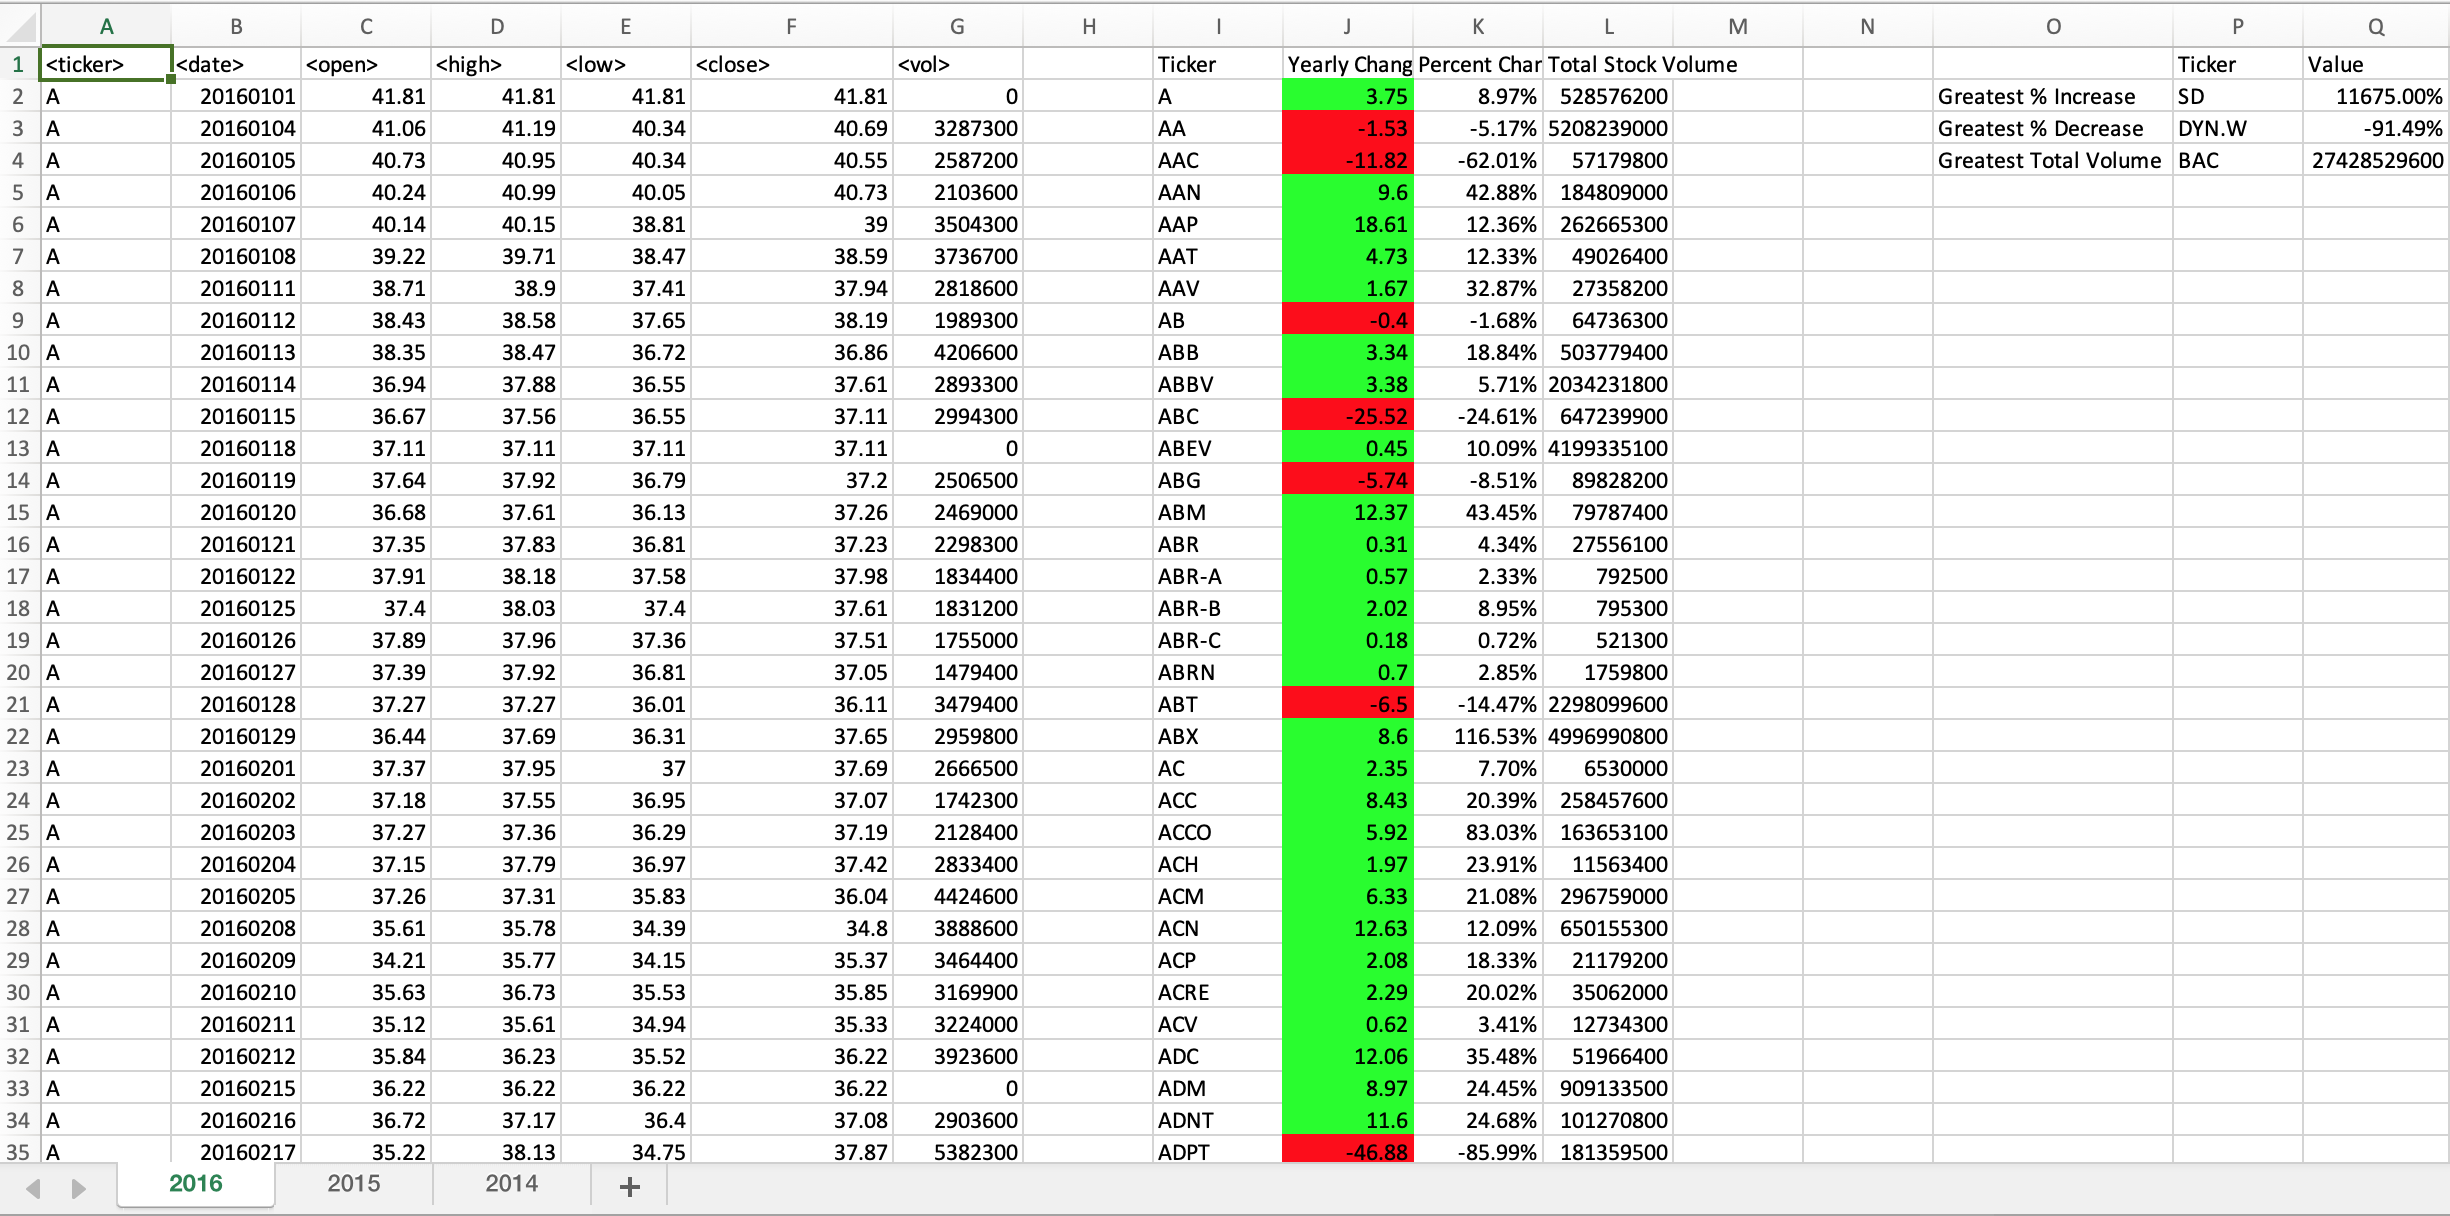 A B C D E F G H I J K L M N O P Q
1 <ticker> <date> <open> <high> <low> <close> <vol> Ticker Yearly Chang Percent Char Total Stock Volume Ticker Value
2 A 20160101 41.81 41.81 41.81 41.81 0 A 3.75 8.97% 528576200 Greatest % Increase SD 11675.00%
3 A 20160104 41.06 41.19 40.34 40.69 3287300 AA -1.53 -5.17% 5208239000 Greatest % Decrease DYN.W -91.49%
4 A 20160105 40.73 40.95 40.34 40.55 2587200 AAC -11.82 -62.01% 57179800 Greatest Total Volume BAC 27428529600
5 A 20160106 40.24 40.99 40.05 40.73 2103600 AAN 9.6 42.88% 184809000
6 A 20160107 40.14 40.15 38.81 39 3504300 AAP 18.61 12.36% 262665300
7 A 20160108 39.22 39.71 38.47 38.59 3736700 AAT 4.73 12.33% 49026400
8 A 20160111 38.71 38.9 37.41 37.94 2818600 AAV 1.67 32.87% 27358200
9 A 20160112 38.43 38.58 37.65 38.19 1989300 AB -0.4 -1.68% 64736300
10 A 20160113 38.35 38.47 36.72 36.86 4206600 ABB 3.34 18.84% 503779400
11 A 20160114 36.94 37.88 36.55 37.61 2893300 ABBV 3.38 5.71% 2034231800
12 A 20160115 36.67 37.56 36.55 37.11 2994300 ABC -25.52 -24.61% 647239900
13 A 20160118 37.11 37.11 37.11 37.11 0 ABEV 0.45 10.09% 4199335100
14 A 20160119 37.64 37.92 36.79 37.2 2506500 ABG -5.74 -8.51% 89828200
15 A 20160120 36.68 37.61 36.13 37.26 2469000 ABM 12.37 43.45% 79787400
16 A 20160121 37.35 37.83 36.81 37.23 2298300 ABR 0.31 4.34% 27556100
17 A 20160122 37.91 38.18 37.58 37.98 1834400 ABR-A 0.57 2.33% 792500
18 A 20160125 37.4 38.03 37.4 37.61 1831200 ABR-B 2.02 8.95% 795300
19 A 20160126 37.89 37.96 37.36 37.51 1755000 ABR-C 0.18 0.72% 521300
20 A 20160127 37.39 37.92 36.81 37.05 1479400 ABRN 0.7 2.85% 1759800
21 A 20160128 37.27 37.27 36.01 36.11 3479400 ABT -6.5 -14.47% 2298099600
22 A 20160129 36.44 37.69 36.31 37.65 2959800 ABX 8.6 116.53% 4996990800
23 A 20160201 37.37 37.95 37 37.69 2666500 AC 2.35 7.70% 6530000
24 A 20160202 37.18 37.55 36.95 37.07 1742300 ACC 8.43 20.39% 258457600
25 A 20160203 37.27 37.36 36.29 37.19 2128400 ACCO 5.92 83.03% 163653100
26 A 20160204 37.15 37.79 36.97 37.42 2833400 ACH 1.97 23.91% 11563400
27 A 20160205 37.26 37.31 35.83 36.04 4424600 ACM 6.33 21.08% 296759000
28 A 20160208 35.61 35.78 34.39 34.8 3888600 ACN 12.63 12.09% 650155300
29 A 20160209 34.21 35.77 34.15 35.37 3464400 ACP 2.08 18.33% 21179200
30 A 20160210 35.63 36.73 35.53 35.85 3169900 ACRE 2.29 20.02% 35062000
31 A 20160211 35.12 35.61 34.94 35.33 3224000 ACV 0.62 3.41% 12734300
32 A 20160212 35.84 36.23 35.52 36.22 3923600 ADC 12.06 35.48% 51966400
33 A 20160215 36.22 36.22 36.22 36.22 0 ADM 8.97 24.45% 909133500
34 A 20160216 36.72 37.17 36.4 37.08 2903600 ADNT 11.6 24.68% 101270800
35 A 20160217 35.22 38.13 34.75 37.87 5382300 ADPT -46.88 -85.99% 181359500
2016 2015 2014 +